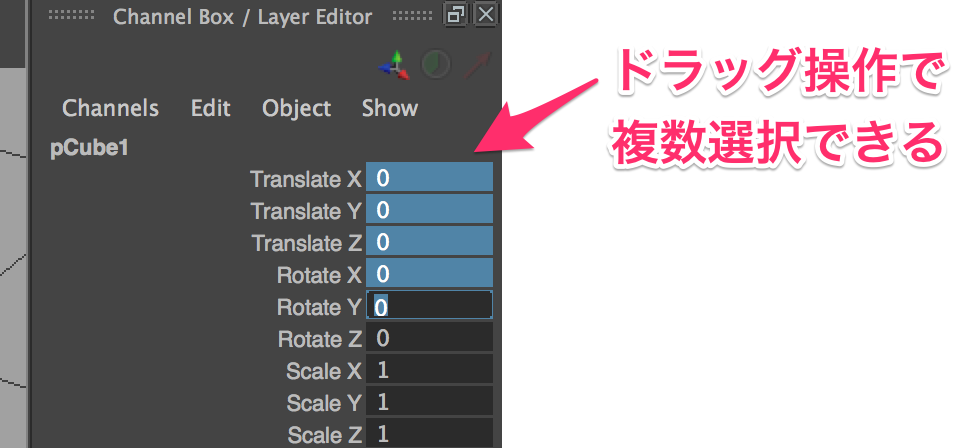 Channel Box / Layer Editor
ドラッグ操作で
複数選択できる
Channels Edit Object Show
pCube1
Translate X 0
Translate Y 0
Translate Z 0
Rotate X 0
Rotate Y 0
Rotate Z 0
Scale X 1
Scale Y 1
Scale Z 1